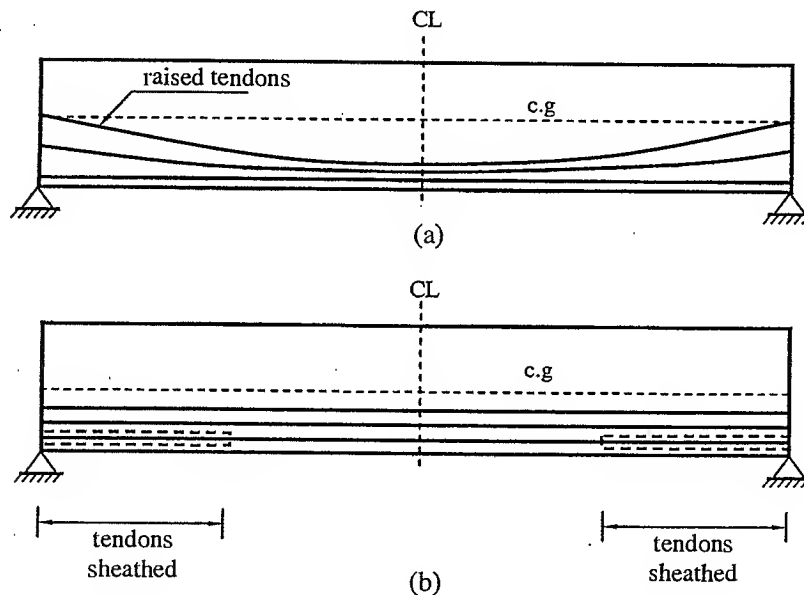 CL
raised tendons
c.g
(a)
CL
c.g
tendons
sheathed
tendons
sheathed
(b)